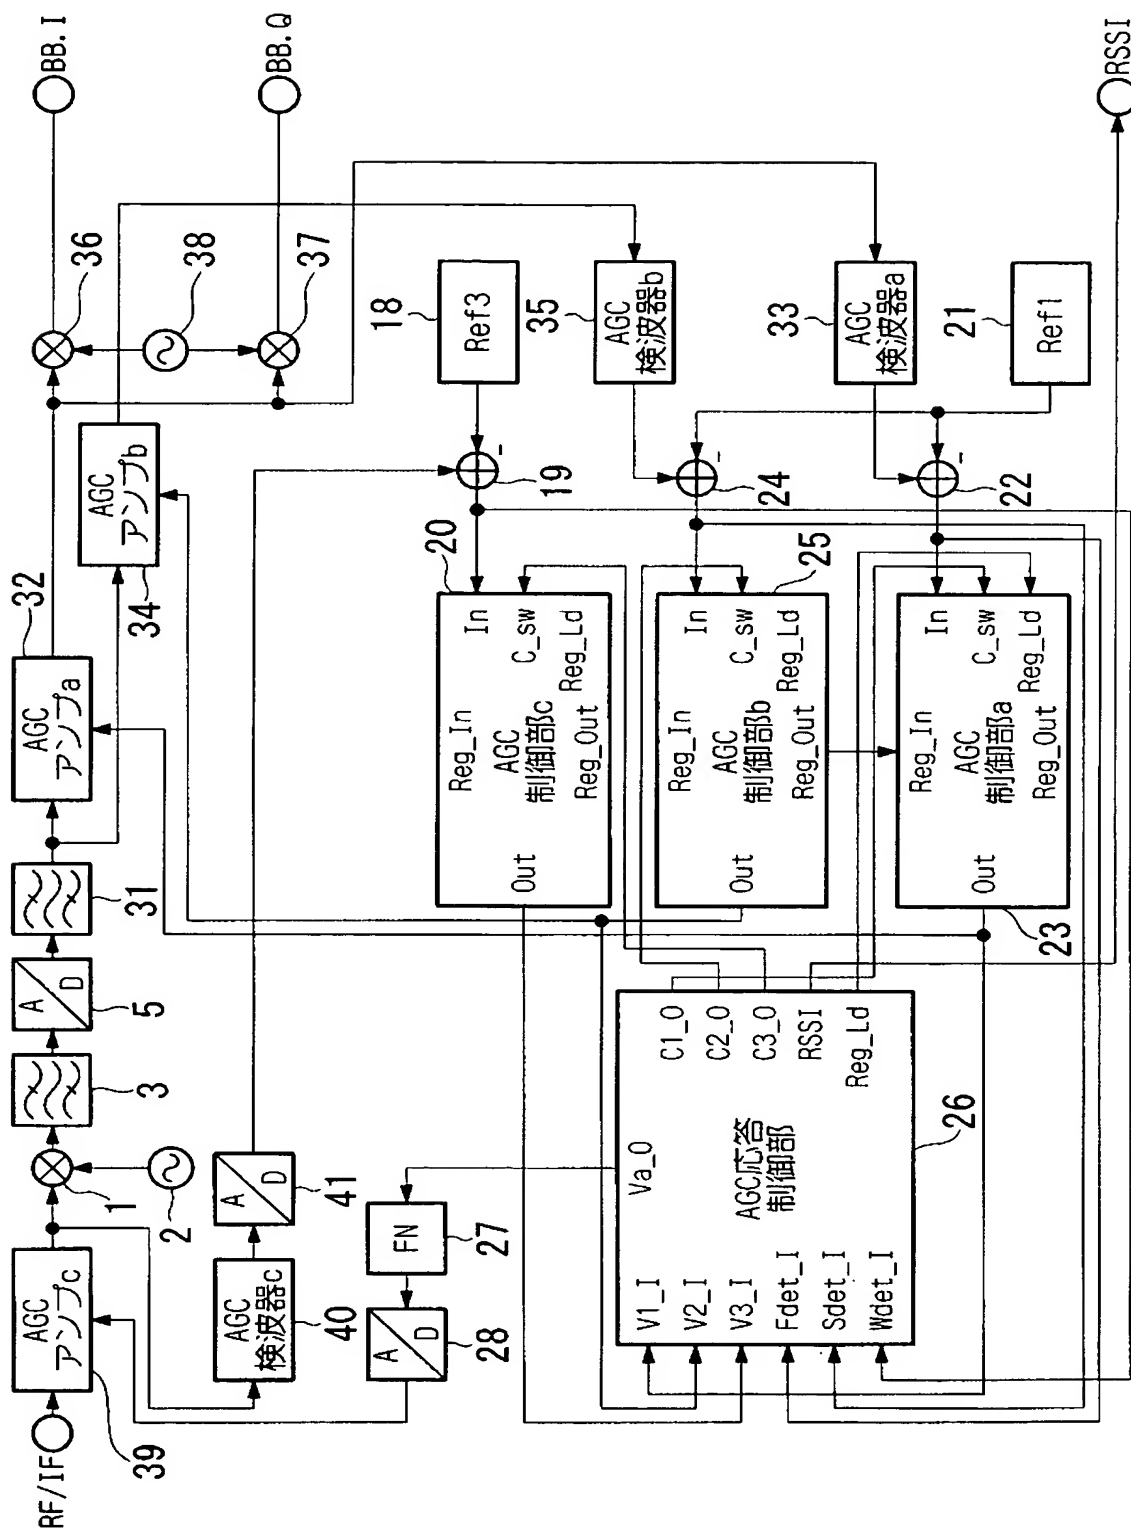 RF/IF
AGC
アンプc
39
1
2
3
A
D
5
31
AGC
アンプa
32
AGC
アンプb
34
36
38
37
BB.I
BB.Q
AGC
検波器c
40
A
D
41
FN
27
A
D
28
Ref3
18
-
19
AGC
検波器b
35
-
24
AGC
検波器a
33
Ref1
21
-
22
20
In
C_sw
Reg_Ld
Reg_In
AGC
制御部c
Reg_Out
Out
25
In
C_sw
Reg_Ld
Reg_In
AGC
制御部b
Reg_Out
Out
In
C_sw
Reg_Ld
Reg_In
AGC
制御部a
Reg_Out
Out
23
Va_O
V1_I
V2_I
V3_I
Fdet_I
Sdet_I
Wdet_I
AGC応答
制御部
C1_O
C2_O
C3_O
RSSI
Reg_Ld
26
RSSI